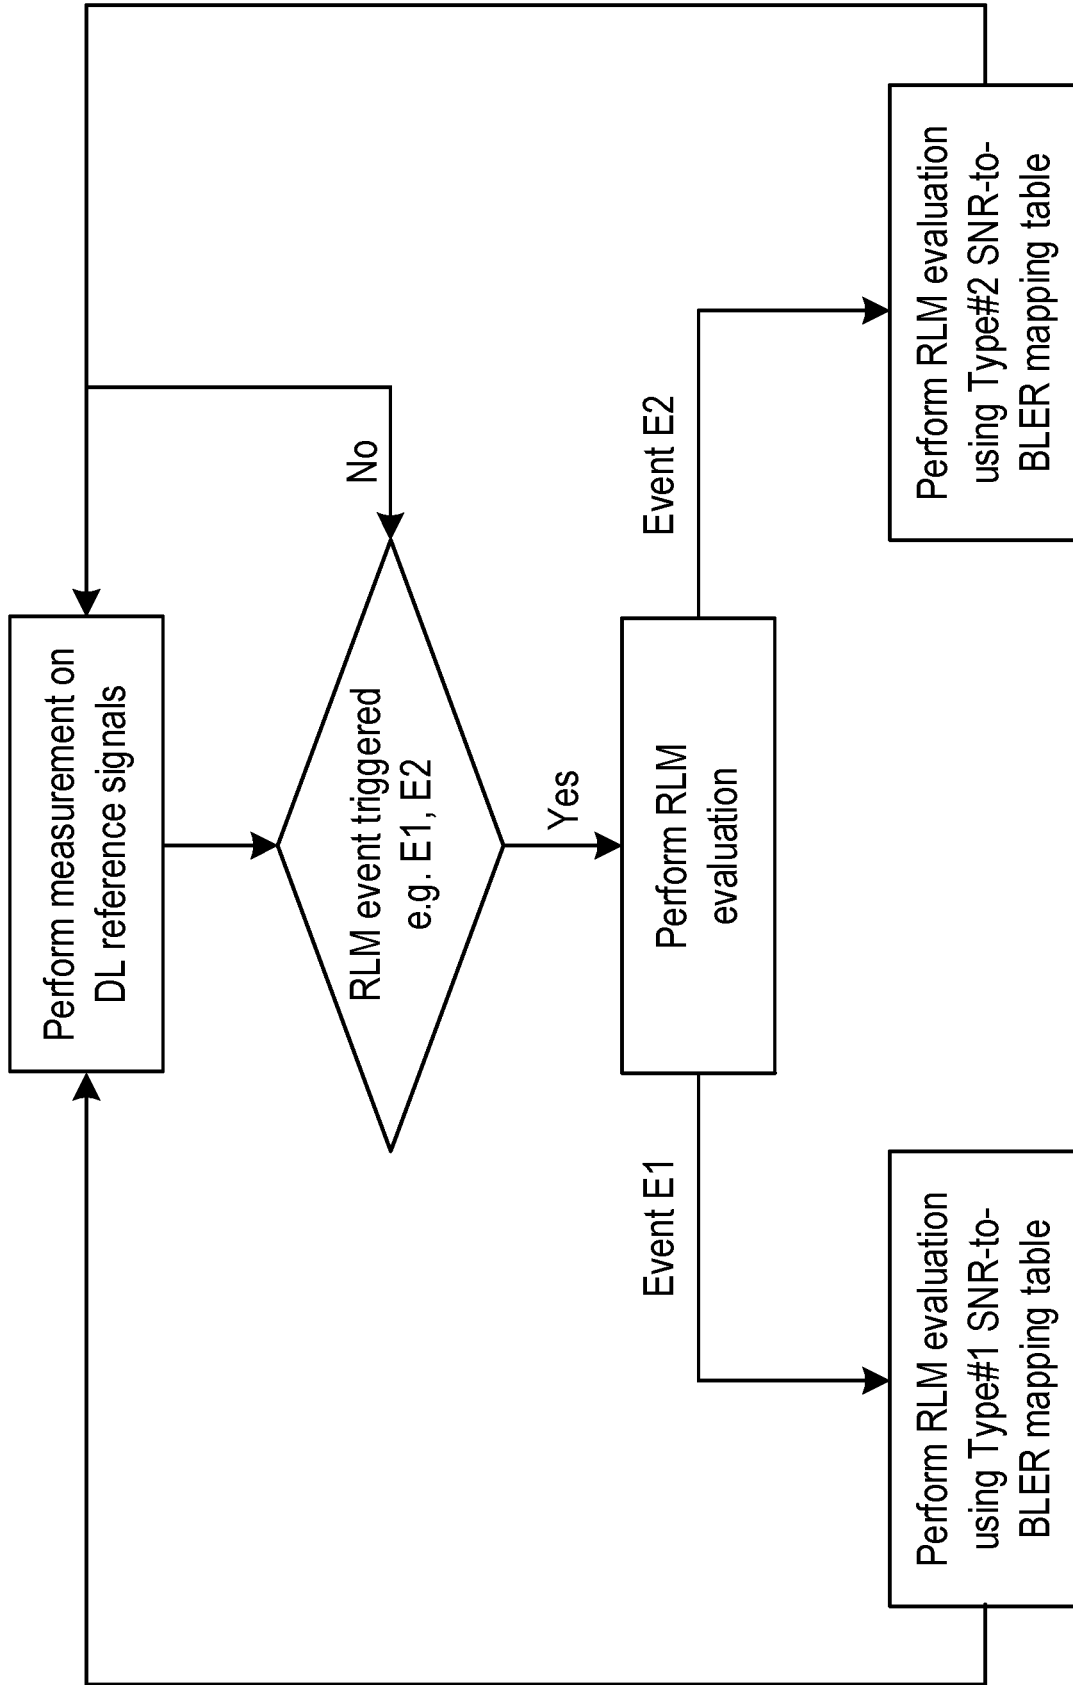 Perform measurement on
DL reference signals
No
RLM event triggered
e.g. E1, E2
Yes
Perform RLM
evaluation
Event E1
Event E2
Perform RLM evaluation
using Type#1 SNR-to-
BLER mapping table
Perform RLM evaluation
using Type#2 SNR-to-
BLER mapping table